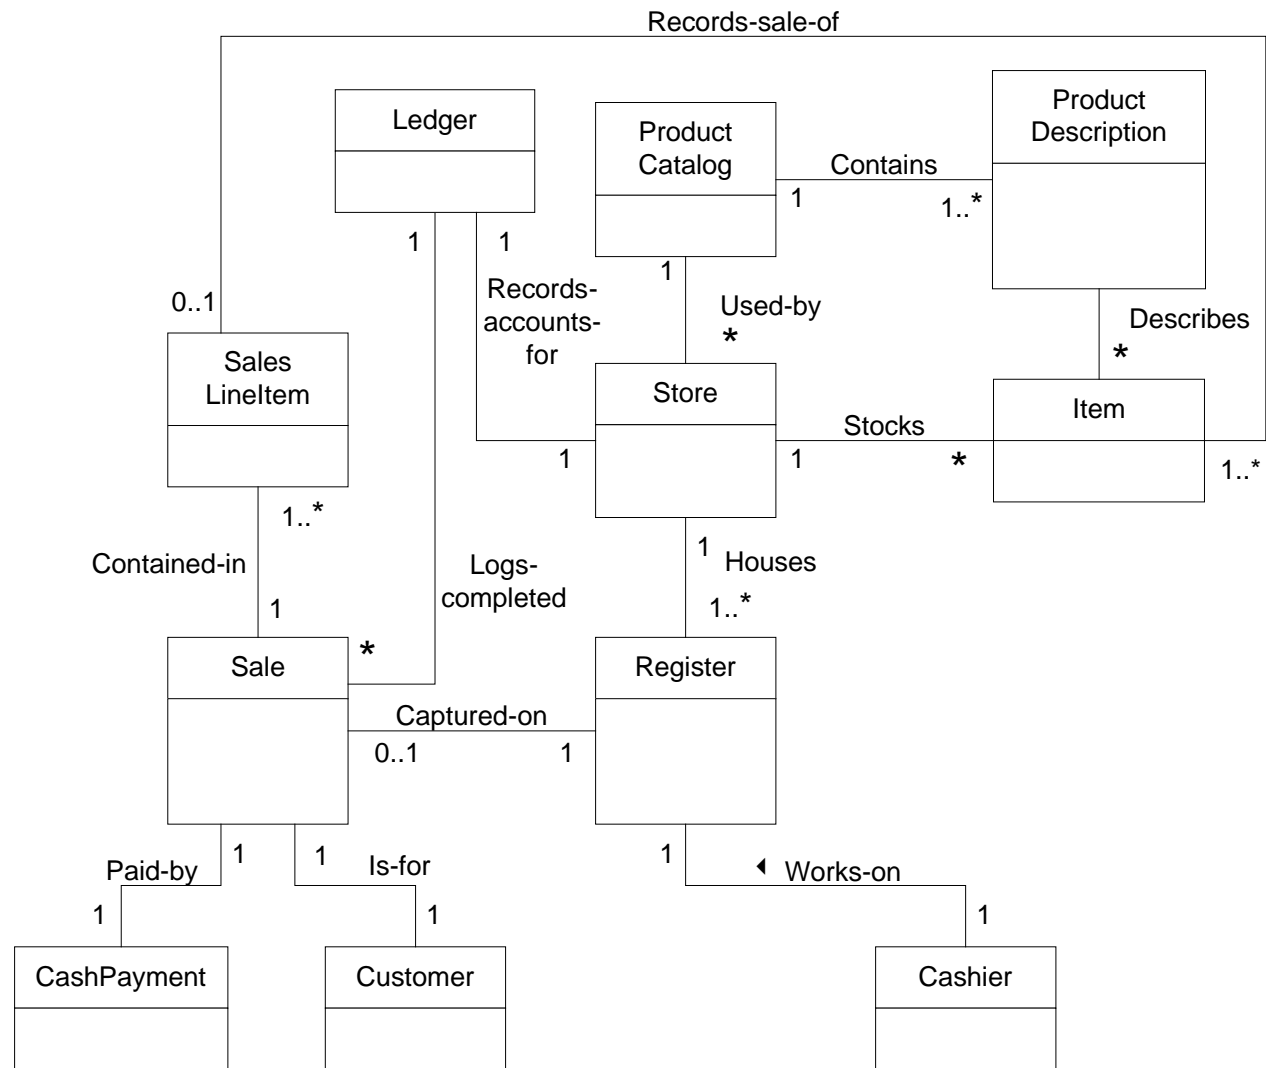 Records-sale-of
Ledger
Product
Catalog
Product
Description
Contains
1
1..*
1
1
1
Records-
accounts-
for
Used-by
*
0..1
Describes
*
Sales
LineItem
Store
Item
Stocks
1
1
*
1..*
1..*
Contained-in
1
Logs-
completed
1
Houses
1..*
*
Sale
Register
Captured-on
0..1
1
Paid-by
1
1
Is-for
1
Works-on
1
1
1
CashPayment
Customer
Cashier